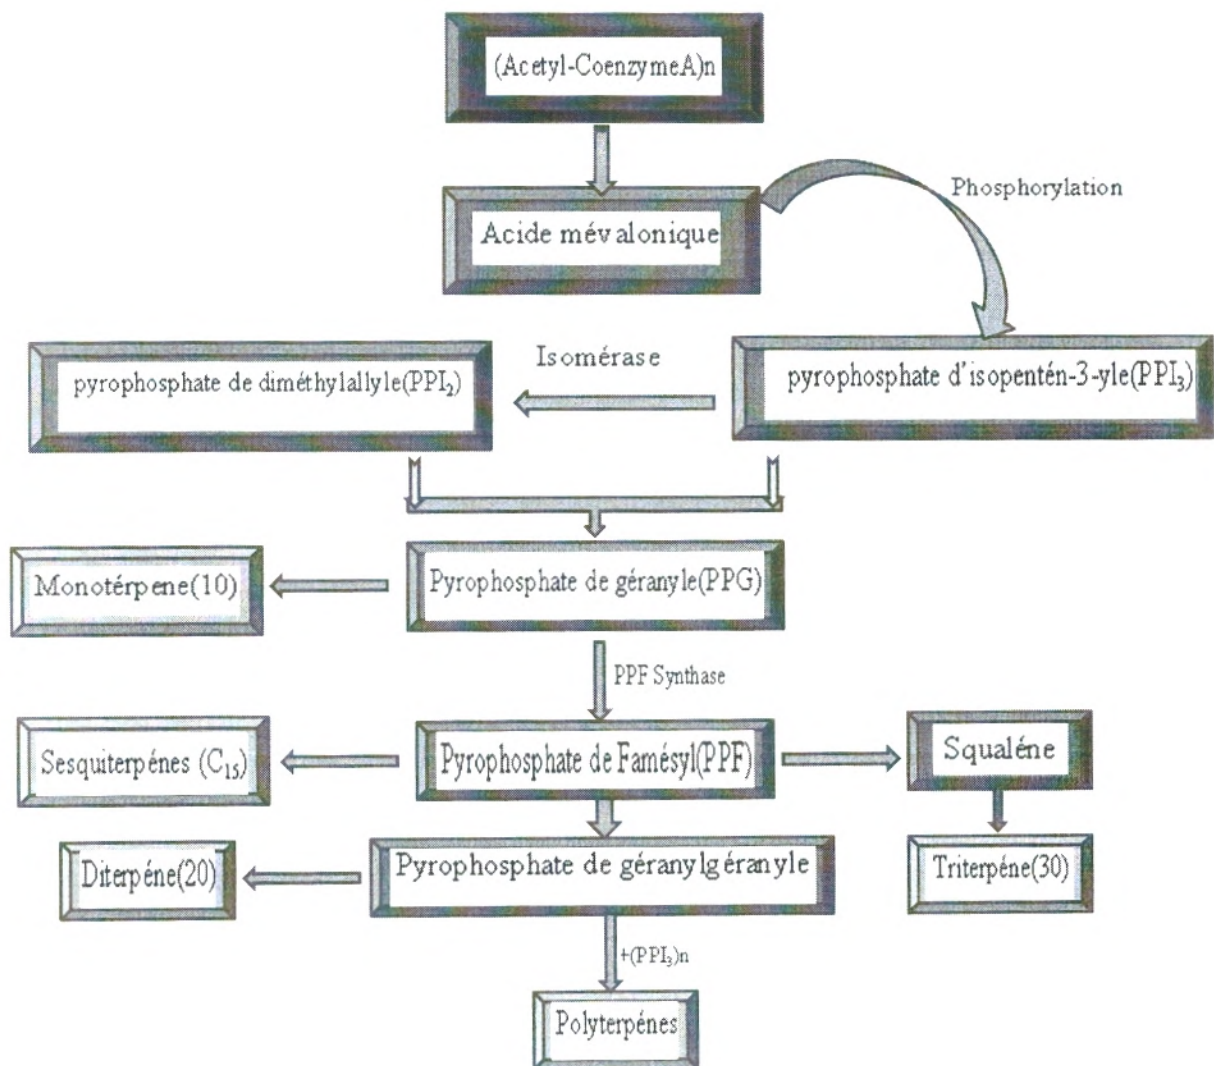 (Acetyl-CoenzymeA)n
Phosphorylation
Acide mévalonique
Isomérase
pyrophosphate de diméthylallyle(PPI₂)
pyrophosphate d'isopentén-3-yle(PPI₃)
Monotérpene(10)
Pyrophosphate de géranyle(PPG)
PPF Synthase
Sesquiterpénes (C₁₅)
Pyrophosphate de Famésyl(PPF)
Squaléne
Diterpéne(20)
Pyrophosphate de géranylgéranyle
Triterpéne(30)
+(PPI₃)n
Polyterpénes